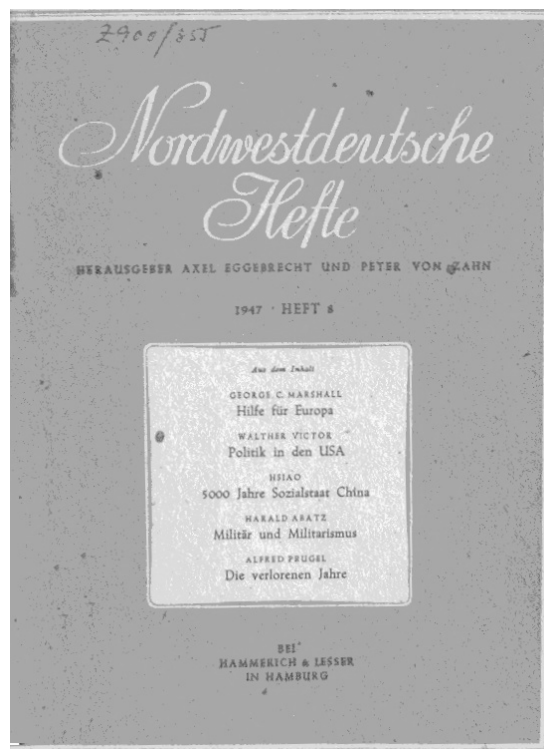 Z900/355
Nordwestdeutsche
Hefte
HERAUSGEBER AXEL EGGEBRECHT UND PETER VON ZAHN
1947 · HEFT 8
Aus dem Inhalt
GEORGE C. MARSHALL
Hilfe für Europa
WALTHER VICTOR
Politik in den USA
HSIAO
5000 Jahre Sozialstaat China
HARALD ABATZ
Militär und Militarismus
ALFRED PRUGEL
Die verlorenen Jahre
BEI
HAMMERICH & LESSER
IN HAMBURG